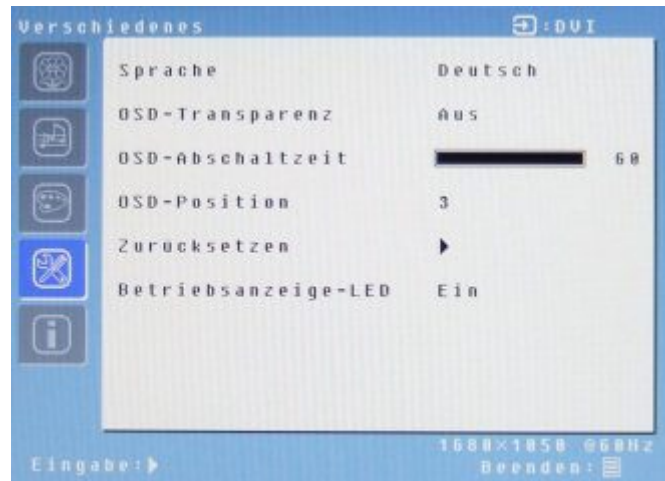 Verschiedenes :DVI
Sprache Deutsch
OSD-Transparenz Aus
OSD-Abschaltzeit 60
OSD-Position 3
Zurücksetzen
Betriebsanzeige-LED Ein
1680×1050 @60Hz
Eingabe: Beenden: